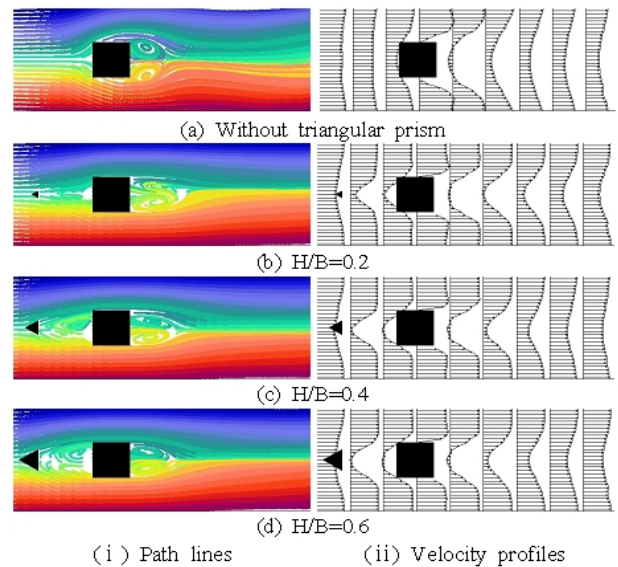 (a) Without triangular prism
(b) H/B=0.2
(c) H/B=0.4
(d) H/B=0.6
(i) Path lines
(ii) Velocity profiles